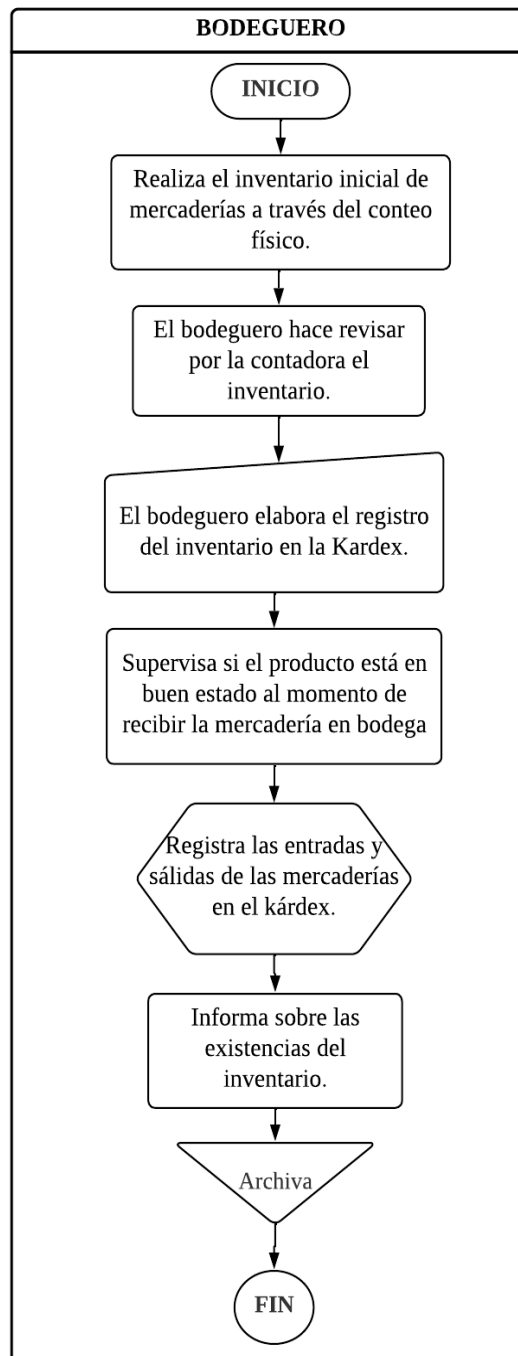 BODEGUERO
INICIO
Realiza el inventario inicial de
mercaderías a través del conteo
físico.
El bodeguero hace revisar
por la contadora el
inventario.
El bodeguero elabora el registro
del inventario en la Kardex.
Supervisa si el producto está en
buen estado al momento de
recibir la mercadería en bodega
Registra las entradas y
sálidas de las mercaderías
en el kárdex.
Informa sobre las
existencias del
inventario.
Archiva
FIN